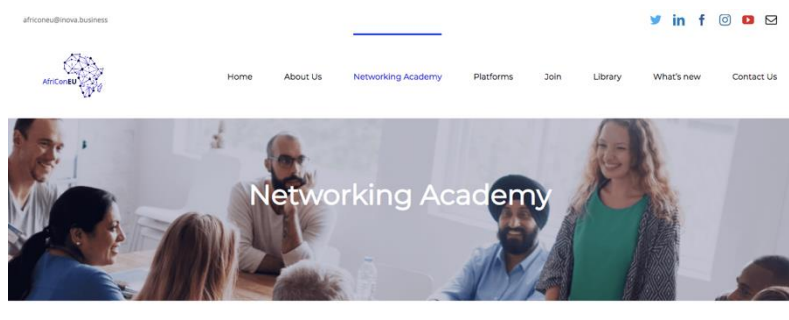 africoneu@inova.business
AfriConEU
Home About Us Networking Academy Platforms Join Library What's new Contact Us
Networking Academy